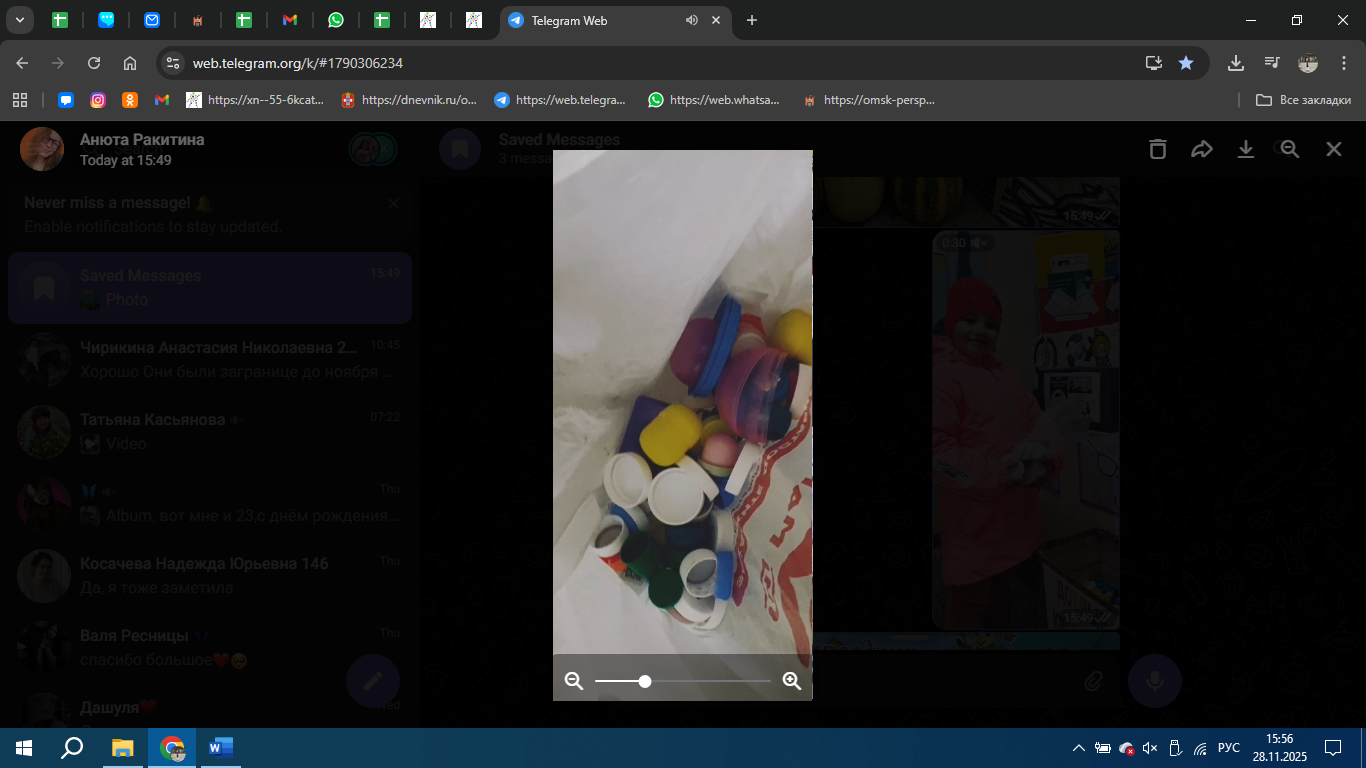 Telegram Web
web.telegram.org/k/#1790306234
https://xn--55-6kcat...
https://dnevnik.ru/o...
https://web.telegra...
https://web.whatsa...
https://omsk-persp...
Все закладки
Анюта Ракитина
Today at 15:49
Saved Messages
Never miss a message!
Enable notifications to stay updated.
Saved Messages
15:49
Photo
Чирикина Анастасия Николаевна 2...
10:45
Хорошо Они были загранице до ноября ...
Татьяна Касьянова
07:22
Video
Thu
Album, вот мне и 23,с днём рождения...
Косачева Надежда Юрьевна 146
Thu
Да, я тоже заметила
Валя Ресницы
Thu
спасибо большое
Дашуля
Wed
15:49
0:30
15:49
РУС
15:56
28.11.2025